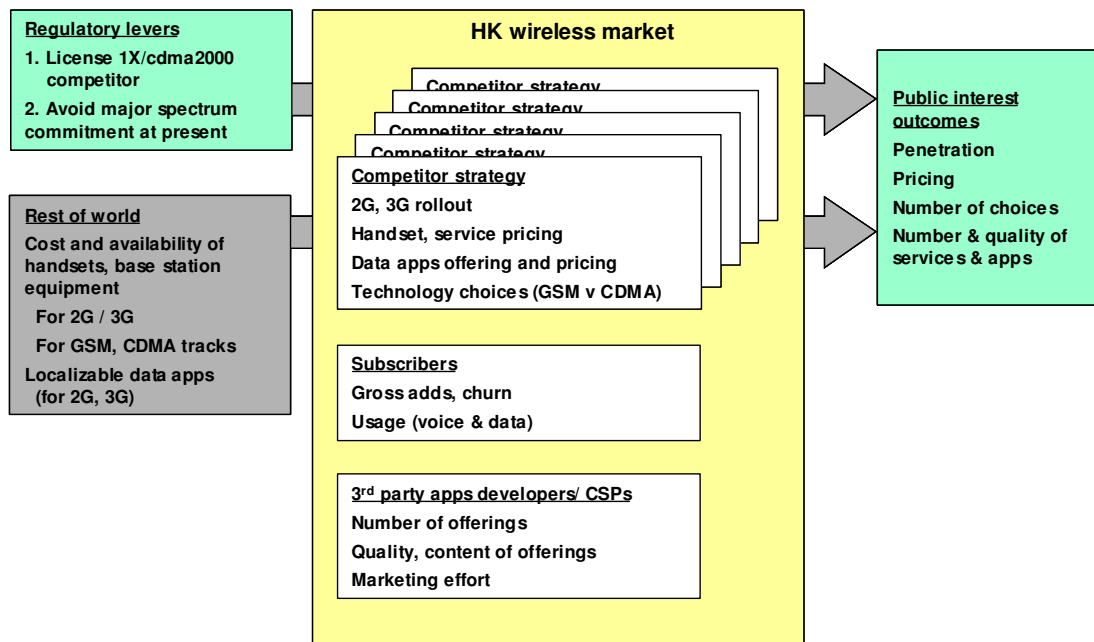 Regulatory levers
1. License 1X/cdma2000
competitor
2. Avoid major spectrum
commitment at present
Rest of world
Cost and availability of
handsets, base station
equipment
For 2G / 3G
For GSM, CDMA tracks
Localizable data apps
(for 2G, 3G)
HK wireless market
Competitor strategy
Competitor strategy
Competitor strategy
Competitor strategy
Competitor strategy
2G, 3G rollout
Handset, service pricing
Data apps offering and pricing
Technology choices (GSM v CDMA)
Subscribers
Gross adds, churn
Usage (voice & data)
3rd party apps developers/ CSPs
Number of offerings
Quality, content of offerings
Marketing effort
Public interest
outcomes
Penetration
Pricing
Number of choices
Number & quality of
services & apps